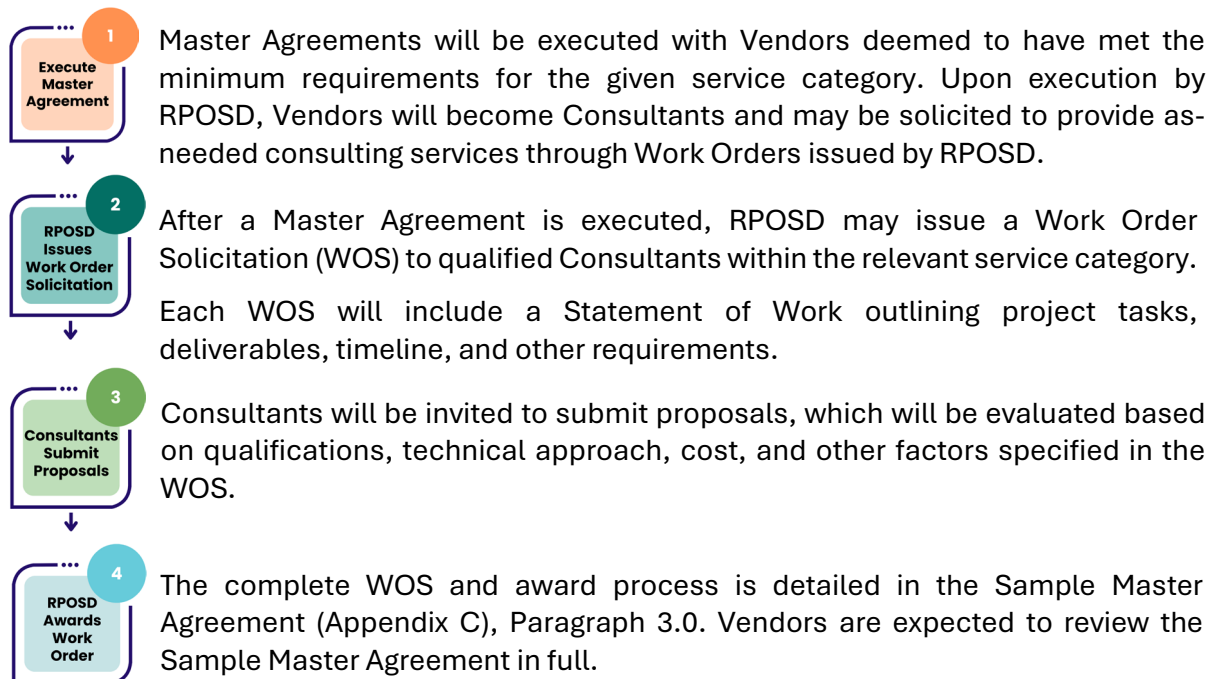 1
Execute
Master
Agreement
Master Agreements will be executed with Vendors deemed to have met the
minimum requirements for the given service category. Upon execution by
RPOSD, Vendors will become Consultants and may be solicited to provide as-
needed consulting services through Work Orders issued by RPOSD.
2
RPOSD
Issues
Work Order
Solicitation
After a Master Agreement is executed, RPOSD may issue a Work Order
Solicitation (WOS) to qualified Consultants within the relevant service category.
Each WOS will include a Statement of Work outlining project tasks,
deliverables, timeline, and other requirements.
3
Consultants
Submit
Proposals
Consultants will be invited to submit proposals, which will be evaluated based
on qualifications, technical approach, cost, and other factors specified in the
WOS.
4
RPOSD
Awards
Work
Order
The complete WOS and award process is detailed in the Sample Master
Agreement (Appendix C), Paragraph 3.0. Vendors are expected to review the
Sample Master Agreement in full.